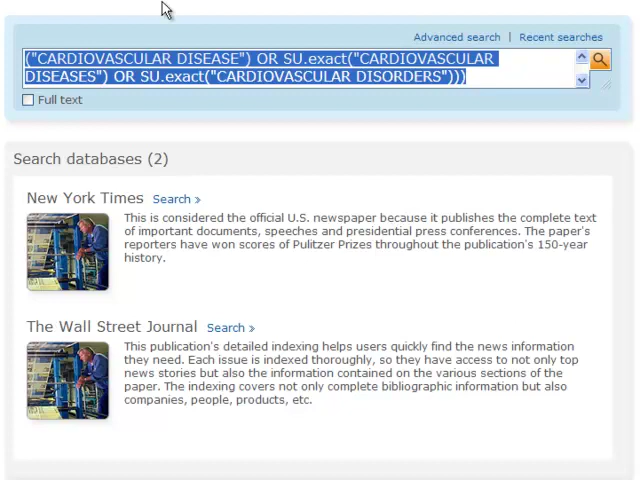 Advanced search | Recent searches
("CARDIOVASCULAR DISEASE") OR SU.exact("CARDIOVASCULAR
DISEASES") OR SU.exact("CARDIOVASCULAR DISORDERS")))
Full text
Search databases (2)
New York Times Search »
This is considered the official U.S. newspaper because it publishes the complete text
of important documents, speeches and presidential press conferences. The paper's
reporters have won scores of Pulitzer Prizes throughout the publication's 150-year
history.
The Wall Street Journal Search »
This publication's detailed indexing helps users quickly find the news information
they need. Each issue is indexed thoroughly, so they have access to not only top
news stories but also the information contained on the various sections of the
paper. The indexing covers not only complete bibliographic information but also
companies, people, products, etc.